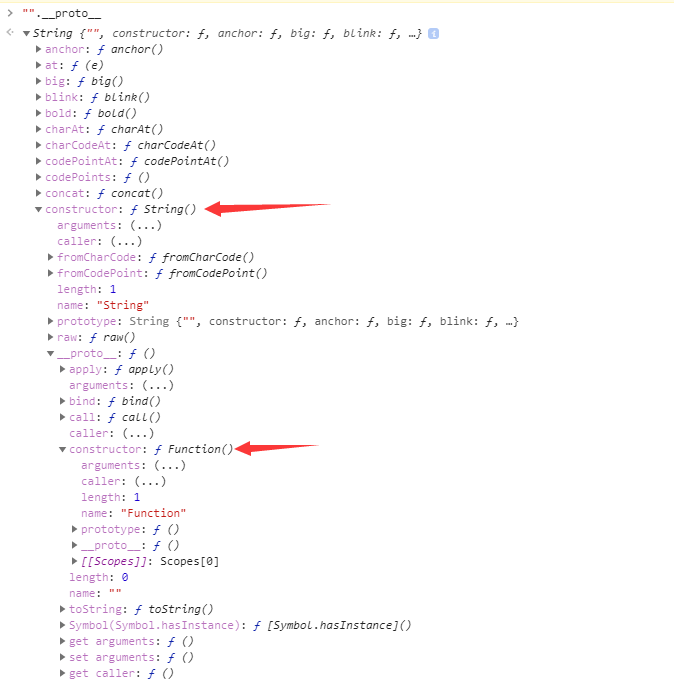 > "".__proto__
String {"", constructor: ƒ, anchor: ƒ, big: ƒ, blink: ƒ, …} i
anchor: ƒ anchor()
at: ƒ (e)
big: ƒ big()
blink: ƒ blink()
bold: ƒ bold()
charAt: ƒ charAt()
charCodeAt: ƒ charCodeAt()
codePointAt: ƒ codePointAt()
codePoints: ƒ ()
concat: ƒ concat()
constructor: ƒ String()
arguments: (...)
caller: (...)
fromCharCode: ƒ fromCharCode()
fromCodePoint: ƒ fromCodePoint()
length: 1
name: "String"
prototype: String {"", constructor: ƒ, anchor: ƒ, big: ƒ, blink: ƒ, …}
raw: ƒ raw()
__proto__: ƒ ()
apply: ƒ apply()
arguments: (...)
bind: ƒ bind()
call: ƒ call()
caller: (...)
constructor: ƒ Function()
arguments: (...)
caller: (...)
length: 1
name: "Function"
prototype: ƒ ()
__proto__: ƒ ()
[[Scopes]]: Scopes[0]
length: 0
name: ""
toString: ƒ toString()
Symbol(Symbol.hasInstance): ƒ [Symbol.hasInstance]()
get arguments: ƒ ()
set arguments: ƒ ()
get caller: ƒ ()